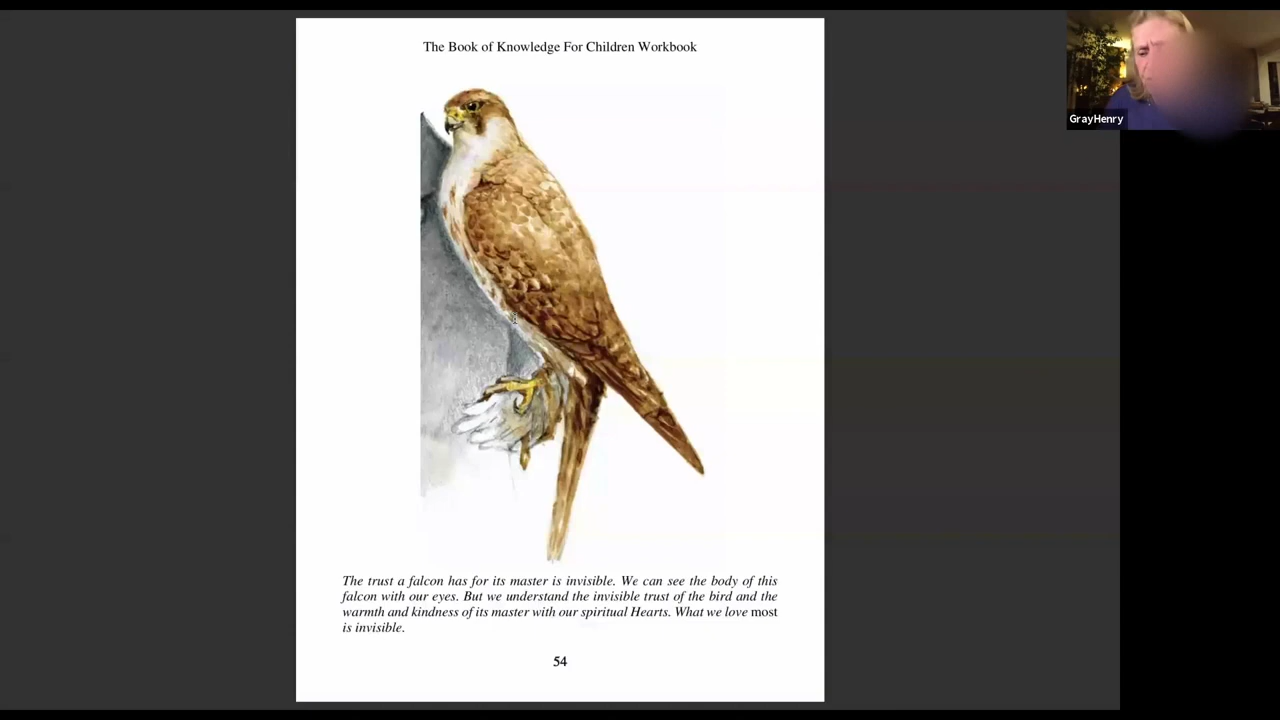 The Book of Knowledge For Children Workbook
GrayHenry
The trust a falcon has for its master is invisible. We can see the body of this
falcon with our eyes. But we understand the invisible trust of the bird and the
warmth and kindness of its master with our spiritual Hearts. What we love most
is invisible.
54